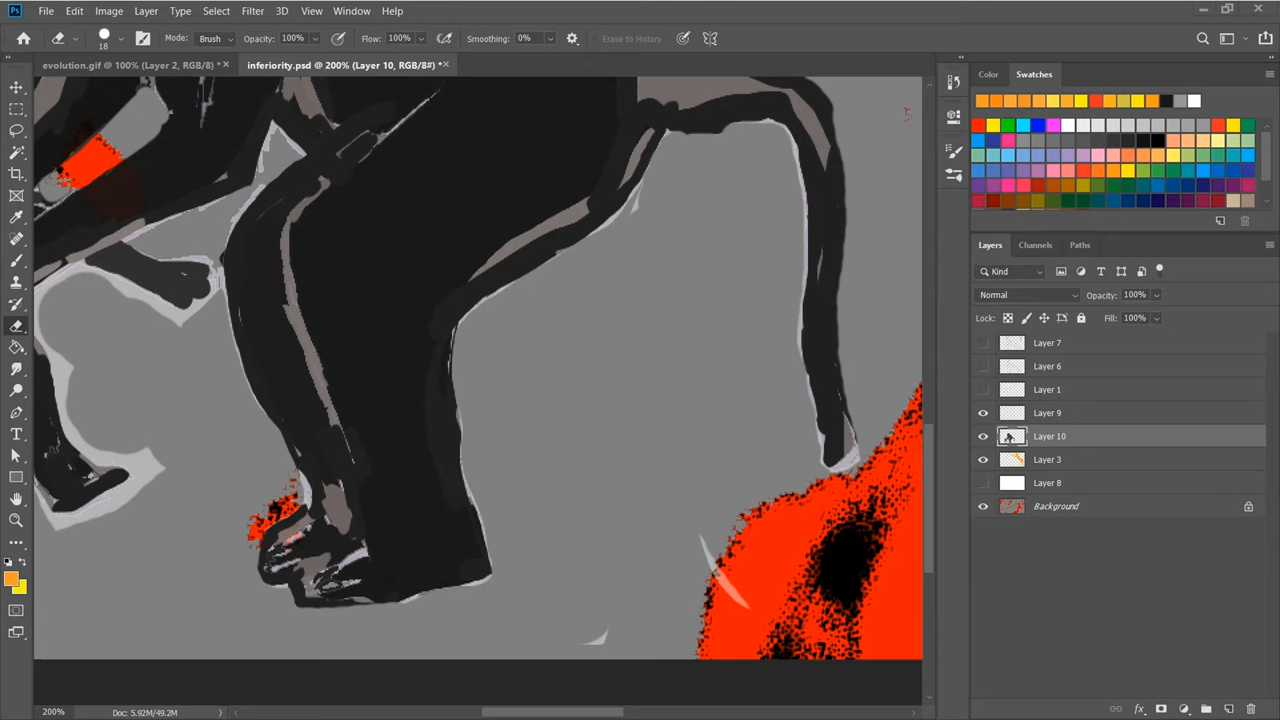 Ps File Edit Image Layer Type Select Filter 3D View Window Help
18 Mode: Brush Opacity: 100% Flow: 100% Smoothing: 0% Erase to History
evolution.gif @ 100% (Layer 2, RGB/8) * × inferiority.psd @ 200% (Layer 10, RGB/8#) * ×
Color Swatches
Layers Channels Paths
Kind
Normal Opacity: 100%
Lock: Fill: 100%
Layer 7
Layer 6
Layer 1
Layer 9
Layer 10
Layer 3
Layer 8
Background
200% Doc: 5.92M/49.2M